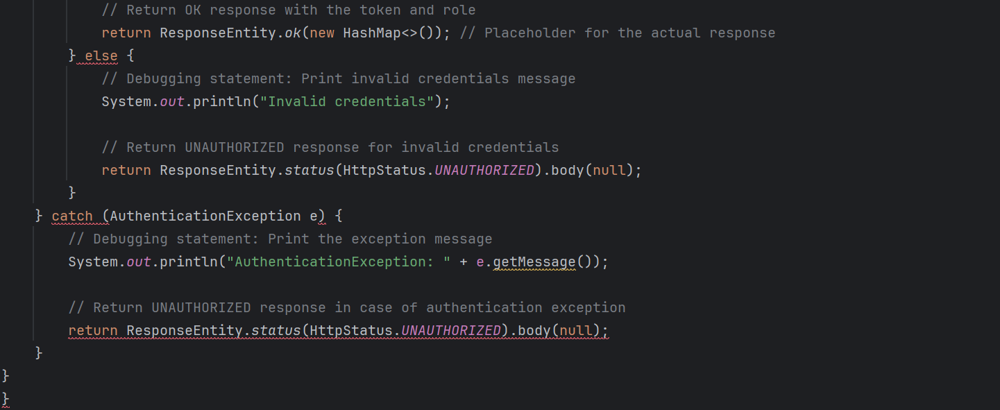 // Return OK response with the token and role
return ResponseEntity.ok(new HashMap<>()); // Placeholder for the actual response
} else {
// Debugging statement: Print invalid credentials message
System.out.println("Invalid credentials");
// Return UNAUTHORIZED response for invalid credentials
return ResponseEntity.status(HttpStatus.UNAUTHORIZED).body(null);
}
} catch (AuthenticationException e) {
// Debugging statement: Print the exception message
System.out.println("AuthenticationException: " + e.getMessage());
// Return UNAUTHORIZED response in case of authentication exception
return ResponseEntity.status(HttpStatus.UNAUTHORIZED).body(null);
}
}
}